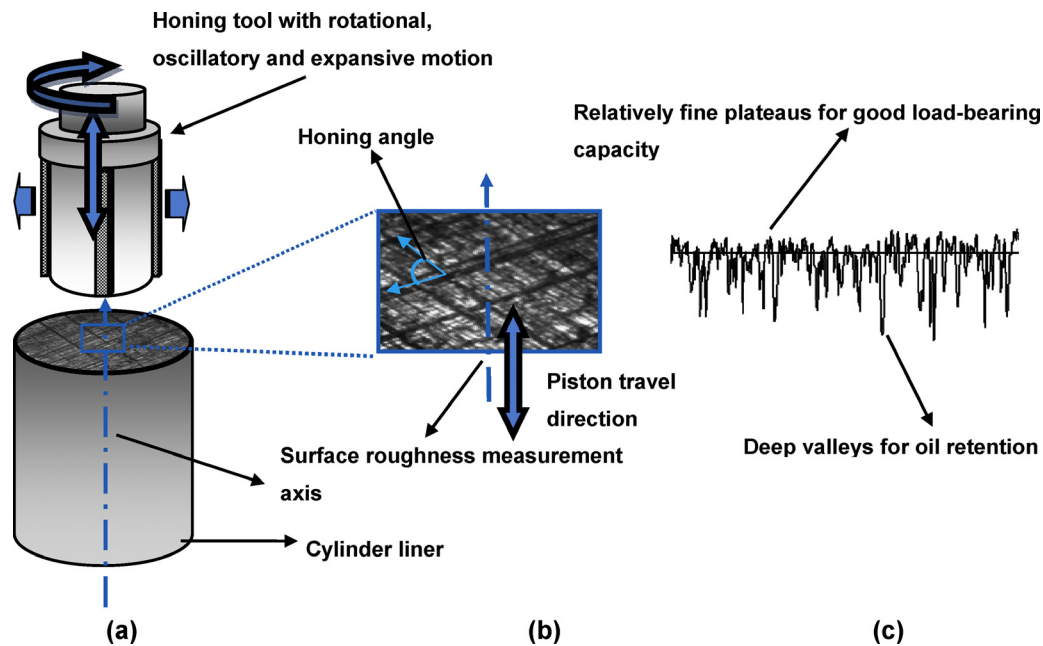 Honing tool with rotational,
oscillatory and expansive motion
Honing angle
Relatively fine plateaus for good load-bearing
capacity
Piston travel
direction
Deep valleys for oil retention
Surface roughness measurement
axis
Cylinder liner
(a)
(b)
(c)